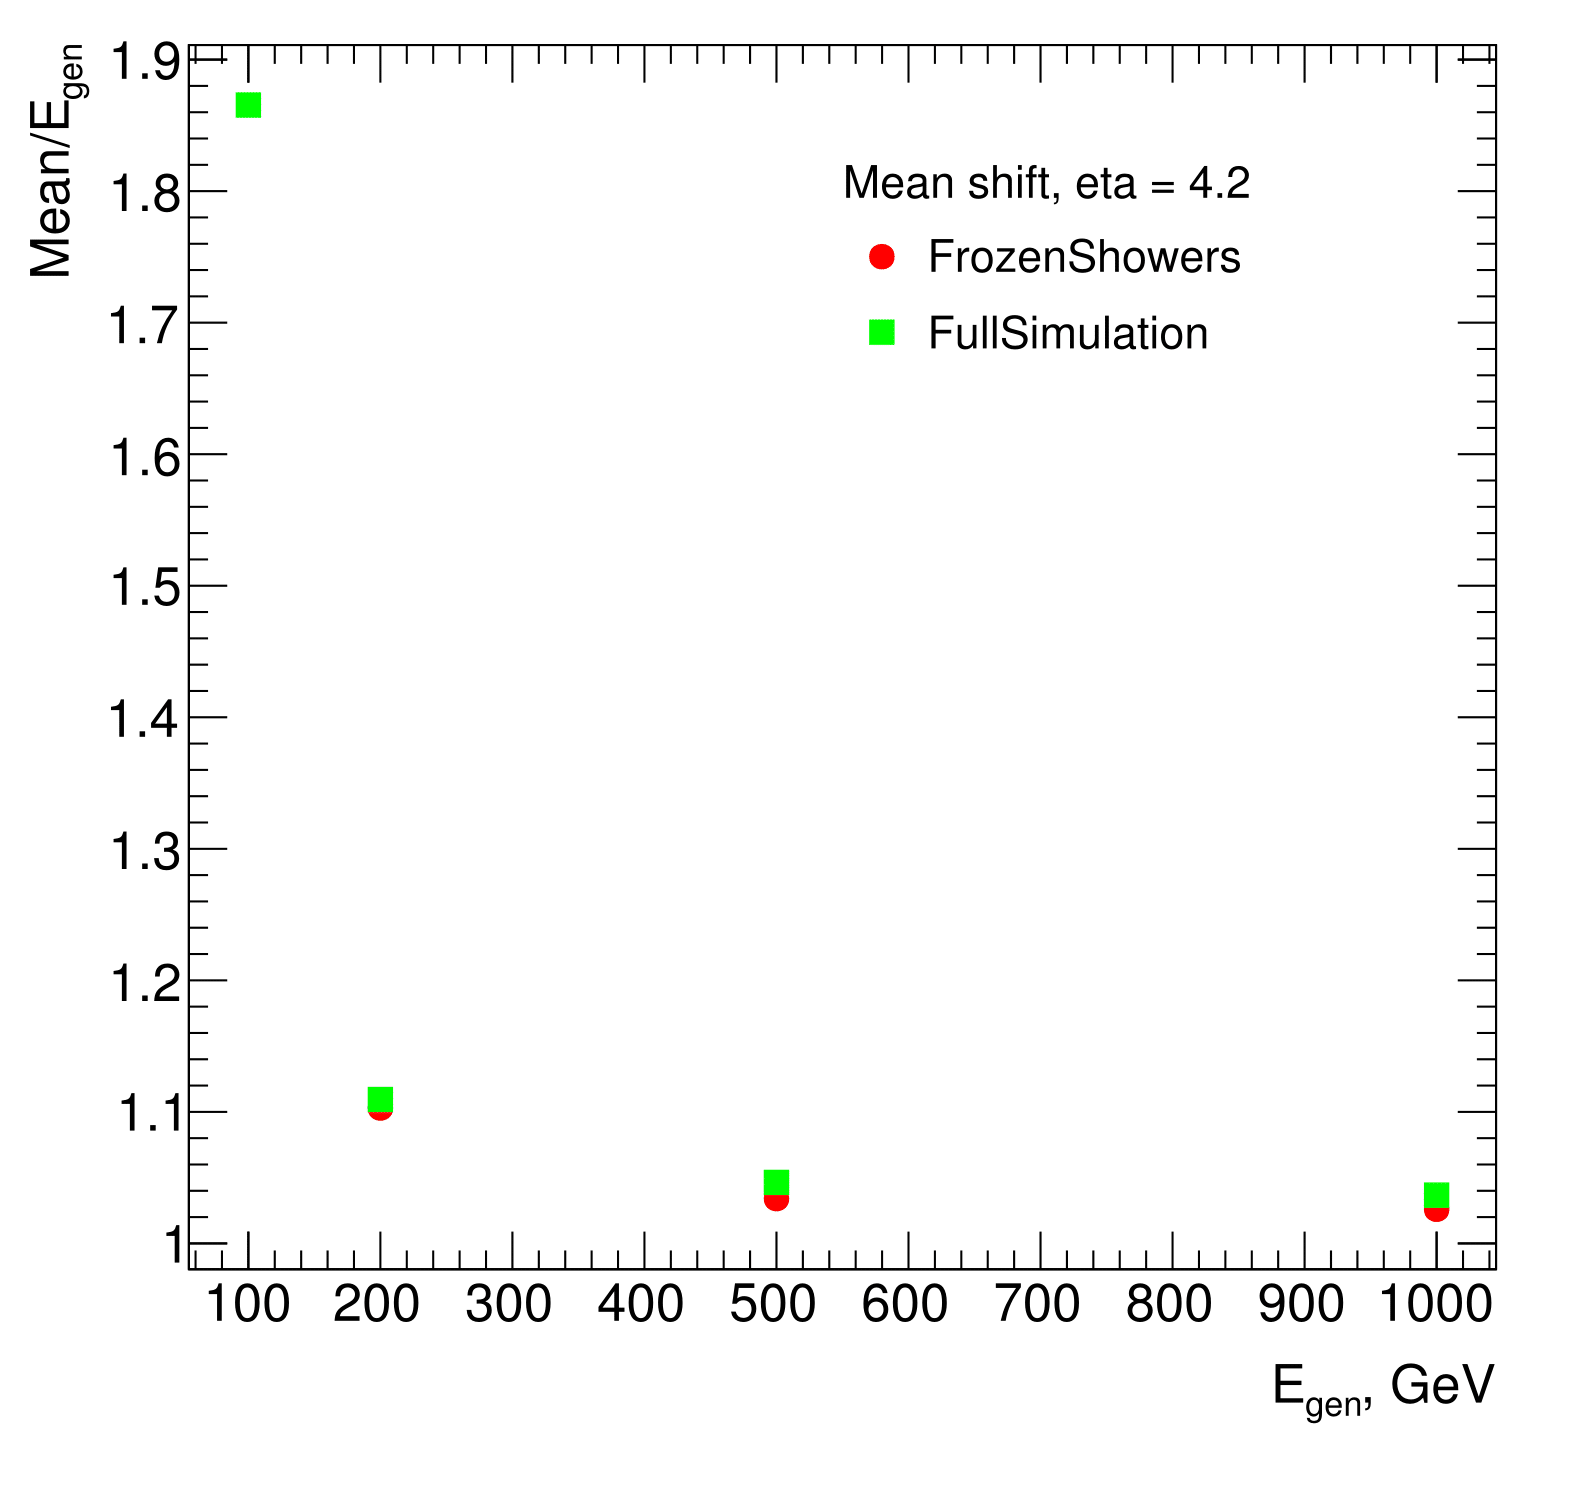 Mean/Egen
1.9
1.8
1.7
1.6
1.5
1.4
1.3
1.2
1.1
1
Mean shift, eta = 4.2
FrozenShowers
FullSimulation
100 200 300 400 500 600 700 800 900 1000
Egen, GeV